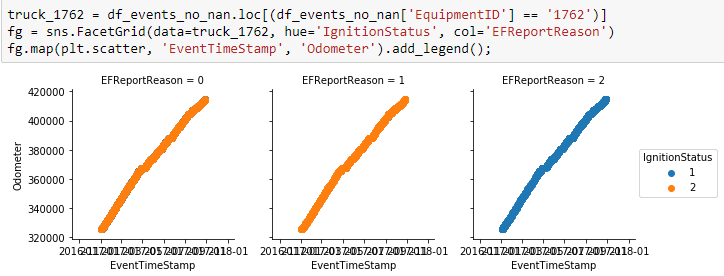 truck_1762 = df_events_no_nan.loc[(df_events_no_nan['EquipmentID'] == '1762')]
fg = sns.FacetGrid(data=truck_1762, hue='IgnitionStatus', col='EFReportReason')
fg.map(plt.scatter, 'EventTimeStamp', 'Odometer').add_legend();
EFReportReason = 0
EFReportReason = 1
EFReportReason = 2
420000
400000
380000
360000
340000
320000
Odometer
IgnitionStatus
1
2
EventTimeStamp
EventTimeStamp
EventTimeStamp